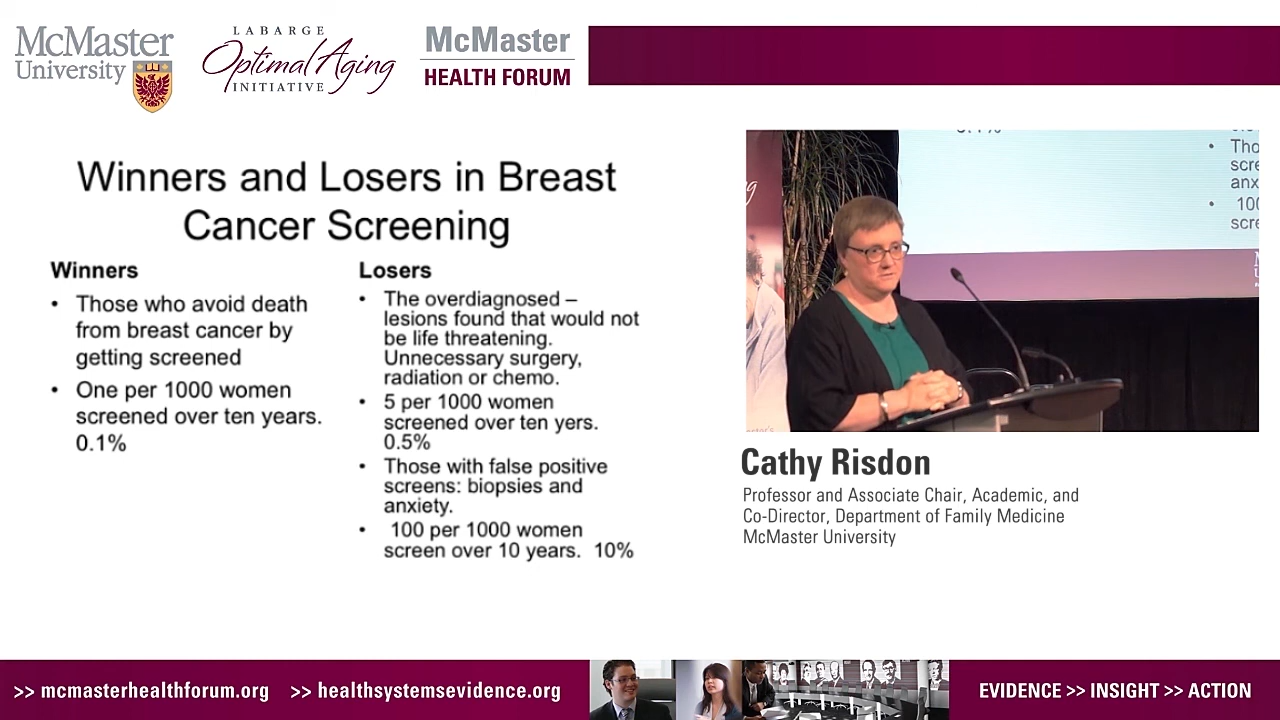 McMaster
University
LABARGE
Optimal Aging
INITIATIVE
McMaster
HEALTH FORUM
Winners and Losers in Breast
Cancer Screening
Winners
• Those who avoid death
from breast cancer by
getting screened
• One per 1000 women
screened over ten years.
0.1%
Losers
• The overdiagnosed –
lesions found that would not
be life threatening.
Unnecessary surgery,
radiation or chemo.
• 5 per 1000 women
screened over ten yers.
0.5%
• Those with false positive
screens: biopsies and
anxiety.
• 100 per 1000 women
screen over 10 years. 10%
• Tho
scre
anx
• 100
scre
Cathy Risdon
Professor and Associate Chair, Academic, and
Co-Director, Department of Family Medicine
McMaster University
>> mcmasterhealthforum.org >> healthsystemsevidence.org
EVIDENCE >> INSIGHT >> ACTION